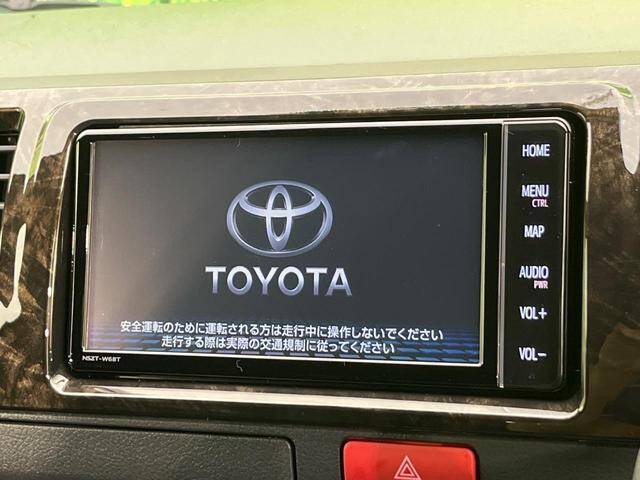 TOYOTA
安全運転のために運転される方は走行中に操作しないでください
走行する際は実際の交通規制に従ってください
NSZT-W68T
HOME
MENU
CTRL
MAP
AUDIO
PWR
VOL+
VOL-